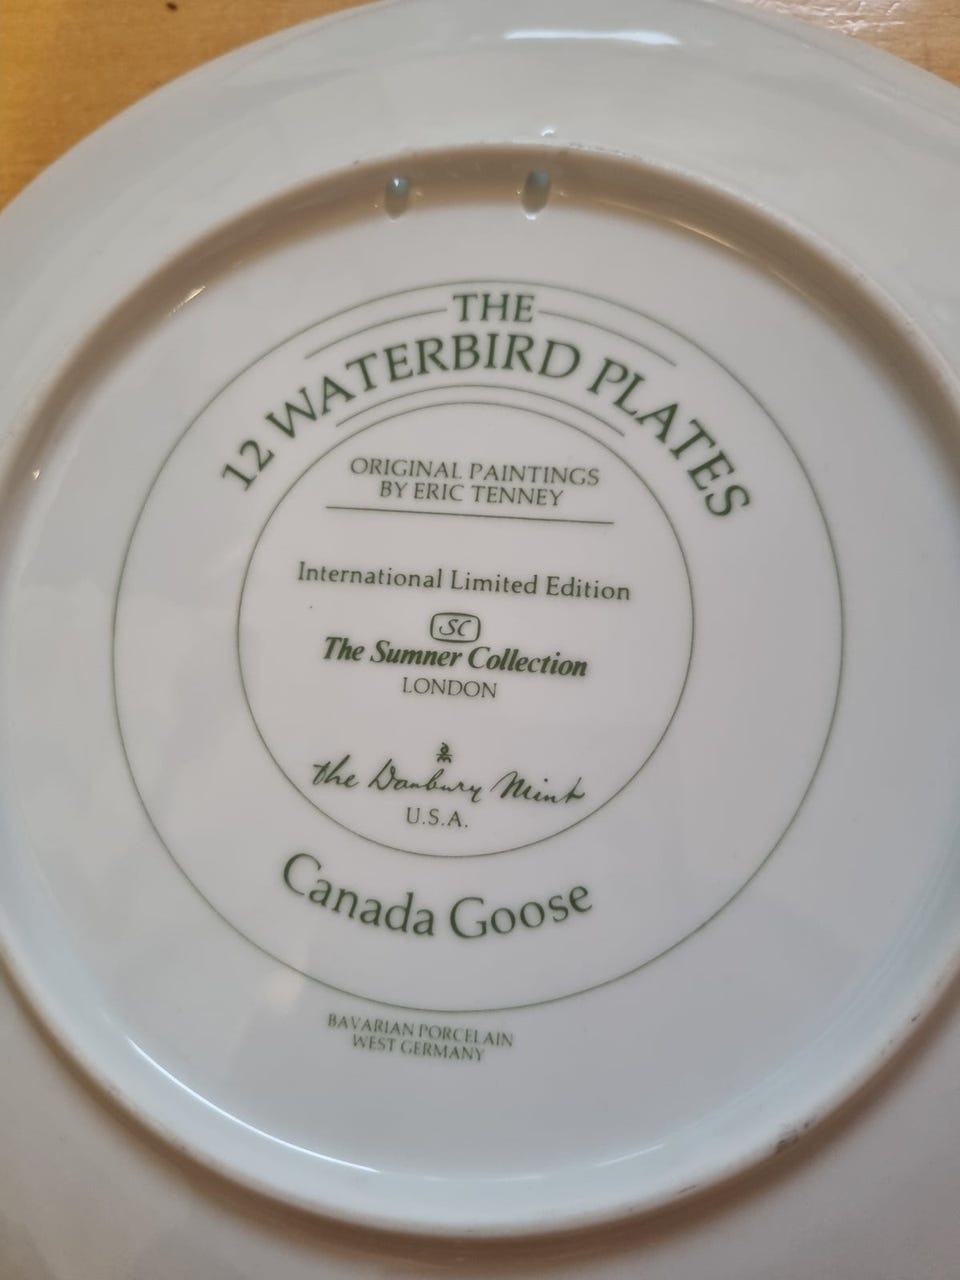 THE
12 WATERBIRD PLATES
ORIGINAL PAINTINGS
BY ERIC TENNEY
International Limited Edition
SC
The Sumner Collection
LONDON
the Danbury Mint
U.S.A.
Canada Goose
BAVARIAN PORCELAIN
WEST GERMANY